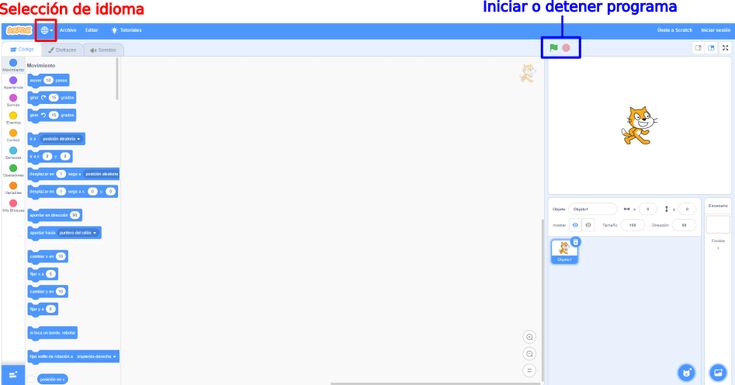 Selección de idioma
Iniciar o detener programa
SCRATCH
Archivo
Editar
Tutoriales
Únete a Scratch
Iniciar sesión
Código
Disfraces
Sonidos
Movimiento
Apariencia
Sonido
Eventos
Control
Sensores
Operadores
Variables
Mis Bloques
Movimiento
mover 10 pasos
girar 15 grados
girar 15 grados
ir a posición aleatoria
ir a x: 0 y: 0
deslizar en 1 segs a posición aleatoria
deslizar en 1 segs a x: 0 y: 0
apuntar en dirección 90
apuntar hacia puntero del ratón
cambiar x en 10
fijar x a 0
cambiar y en 10
fijar y a 0
si toca un borde, rebotar
fijar estilo de rotación a izquierda-derecha
posición en x
Objeto
Objeto1
x 0
y 0
Mostrar
Tamaño 100
Dirección 90
Objeto1
Escenario
Fondos
1